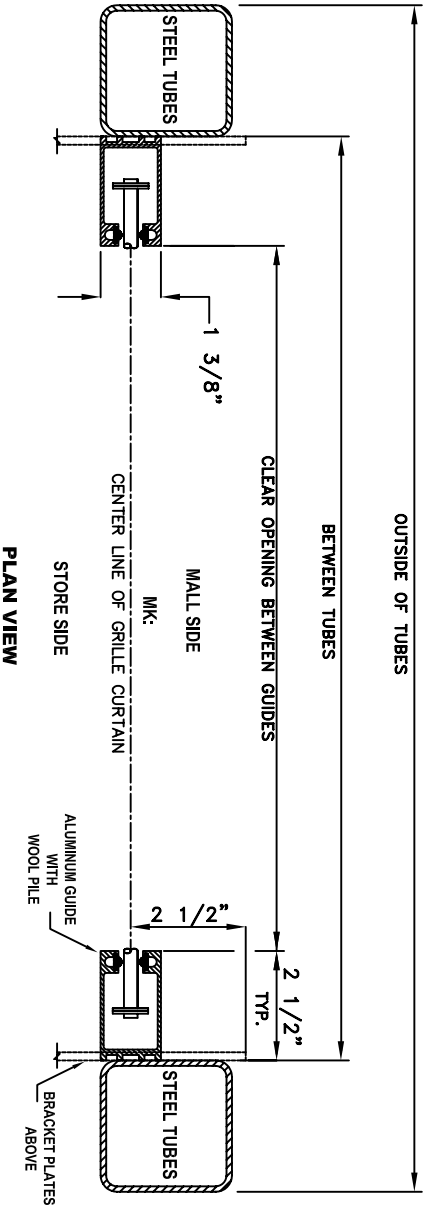 OUTSIDE OF TUBES
BETWEEN TUBES
CLEAR OPENING BETWEEN GUIDES
2 1/2"
TYP.
STEEL TUBES
STEEL TUBES
1 3/8"
2 1/2"
MALL SIDE
MK:
CENTER LINE OF GRILLE CURTAIN
STORE SIDE
ALUMINUM GUIDE
WITH
WOOL PILE
BRACKET PLATES
ABOVE
PLAN VIEW